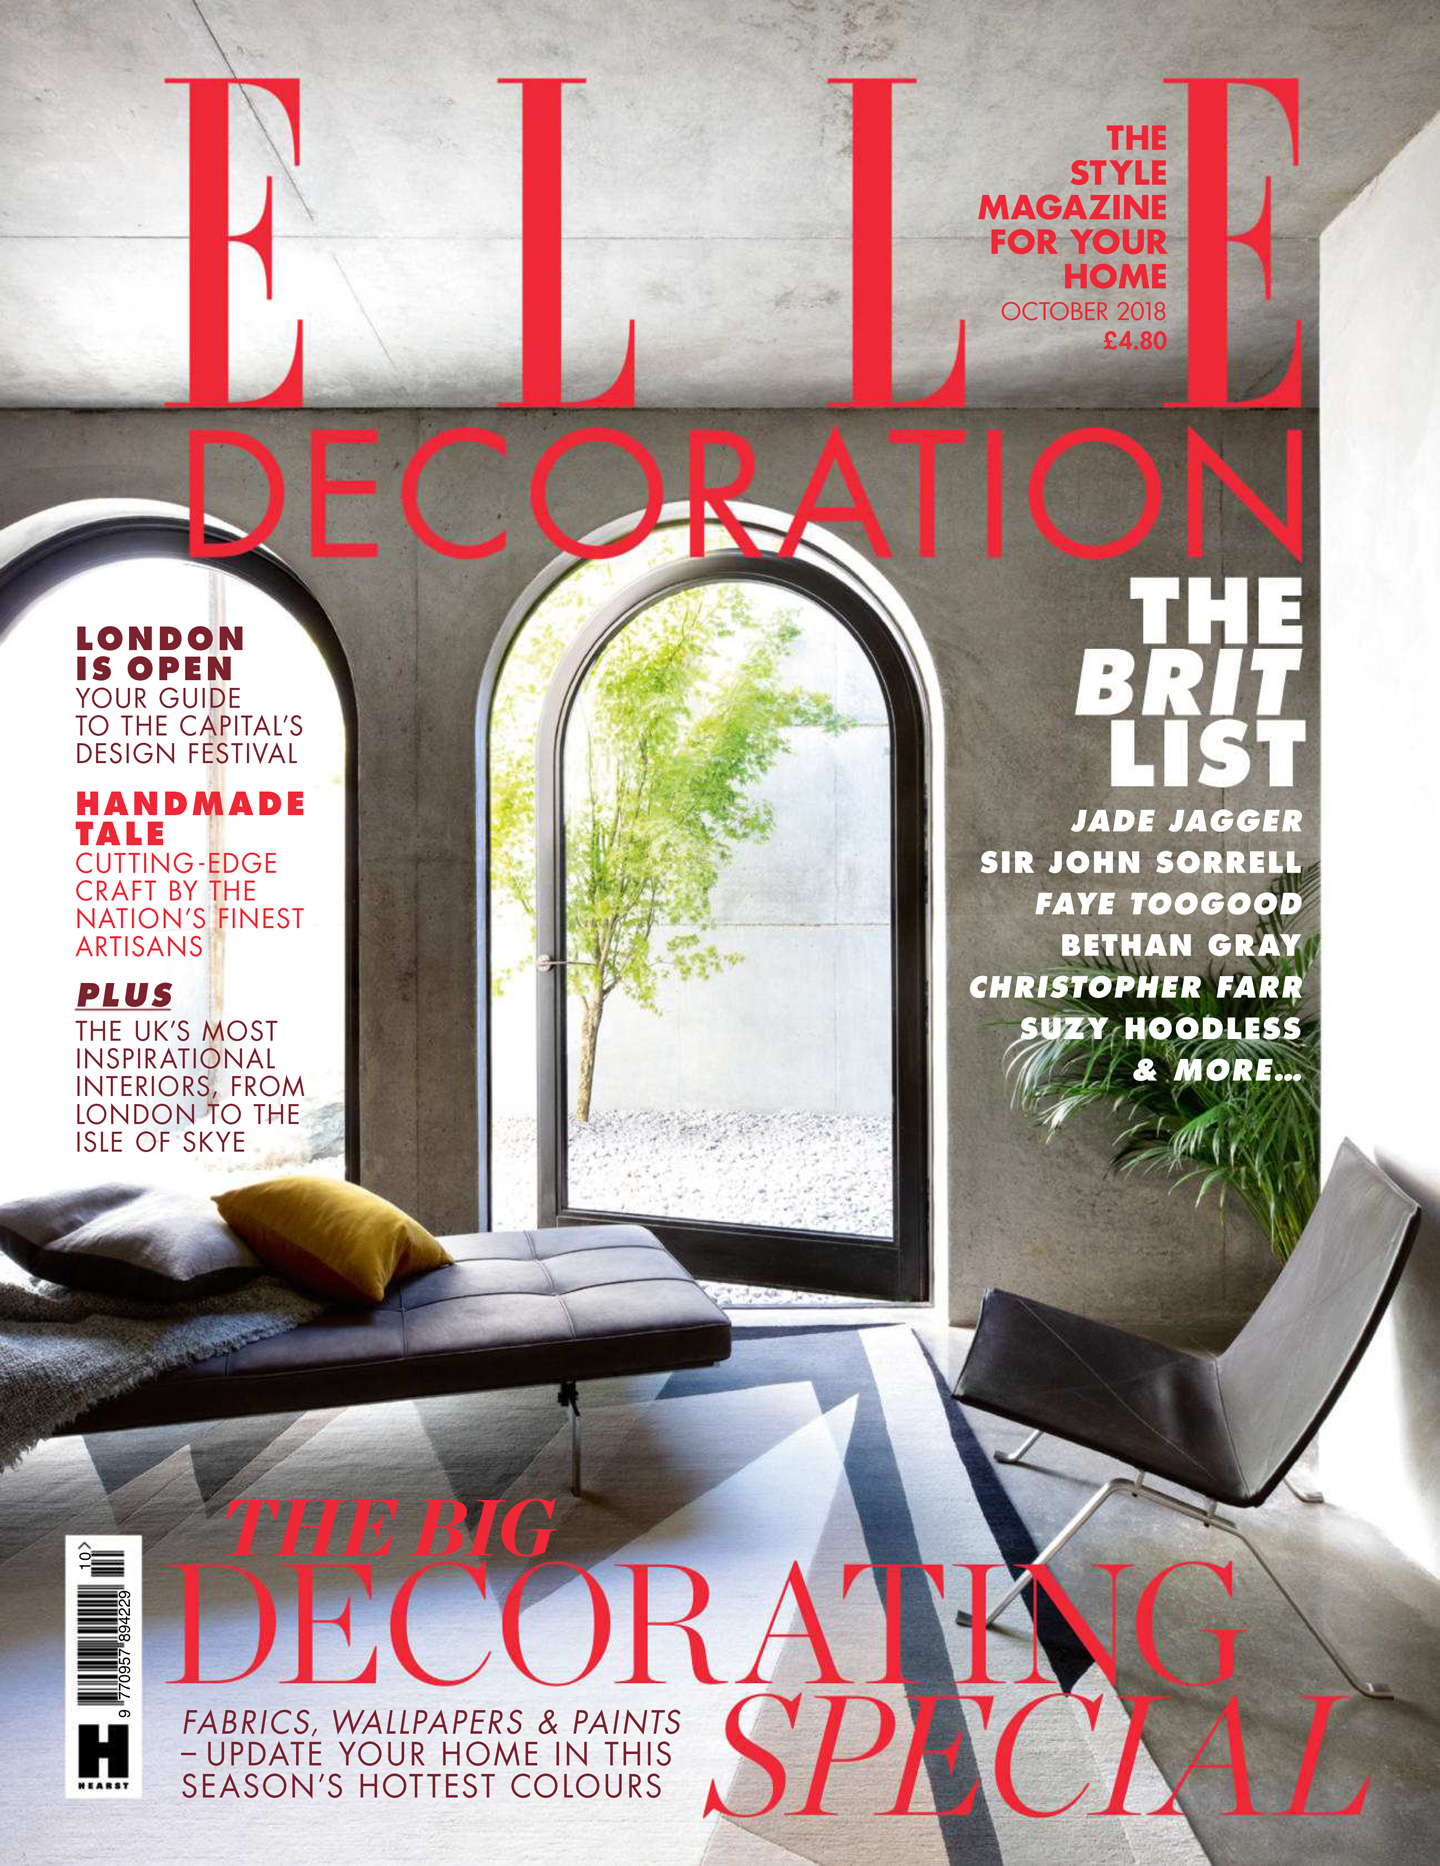 ELLE
DECORATION
THE
STYLE
MAGAZINE
FOR YOUR
HOME
OCTOBER 2018
£4.80
LONDON
IS OPEN
YOUR GUIDE
TO THE CAPITAL'S
DESIGN FESTIVAL
HANDMADE
TALE
CUTTING-EDGE
CRAFT BY THE
NATION'S FINEST
ARTISANS
PLUS
THE UK'S MOST
INSPIRATIONAL
INTERIORS, FROM
LONDON TO THE
ISLE OF SKYE
THE
BRIT
LIST
JADE JAGGER
SIR JOHN SORRELL
FAYE TOOGOOD
BETHAN GRAY
CHRISTOPHER FARR
SUZY HOODLESS
& MORE...
THE BIG
DECORATING
SPECIAL
FABRICS, WALLPAPERS & PAINTS
– UPDATE YOUR HOME IN THIS
SEASON'S HOTTEST COLOURS
10>
9 770957 894229
H
HEARST